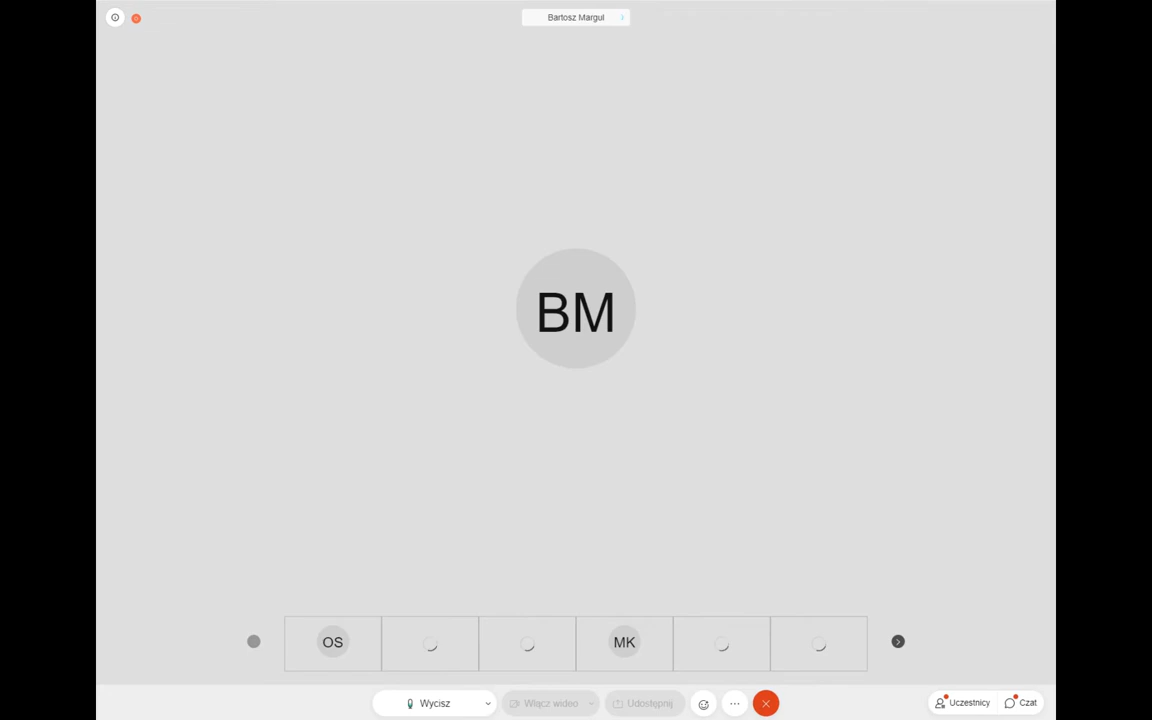 Bartosz Margul
BM
OS
MK
Wycisz
Włącz wideo
Udostępnij
Uczestnicy
Czat